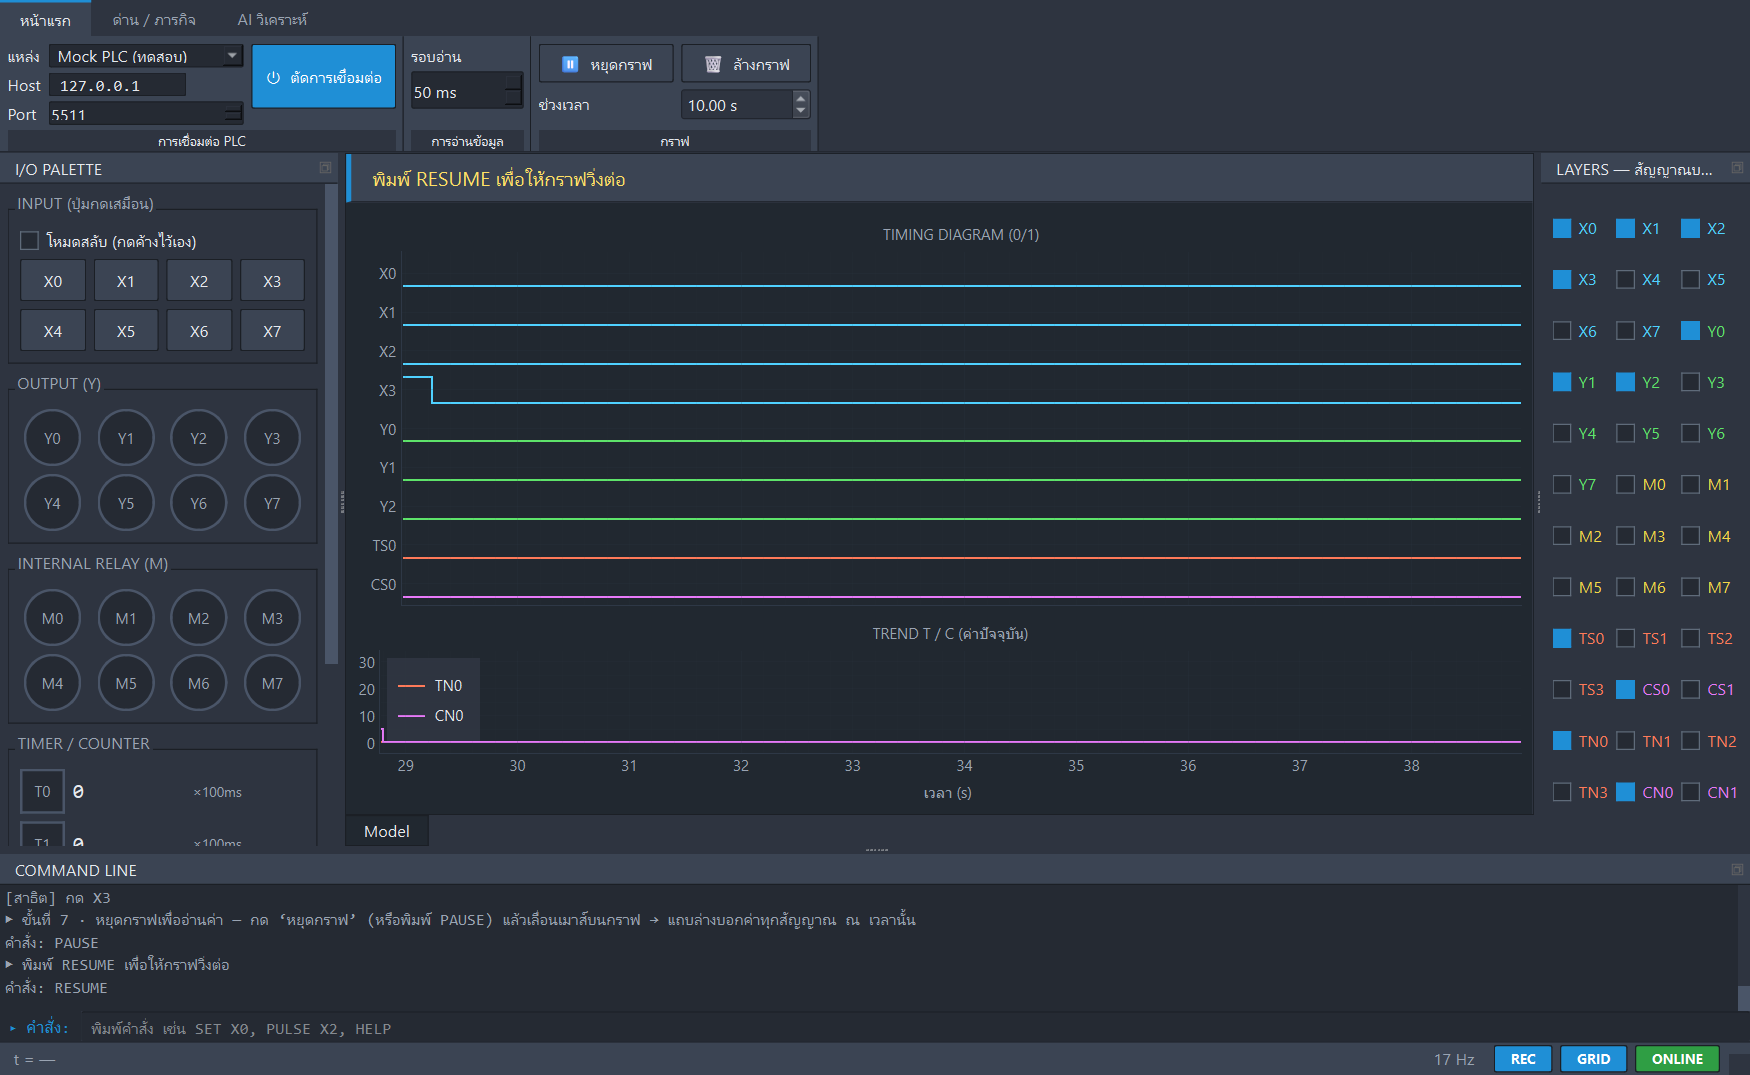 หน้าแรก
ด่าน / ภารกิจ
AI วิเคราะห์
แหล่ง
Mock PLC (ทดสอบ)
Host
127.0.0.1
Port
5511
ตัดการเชื่อมต่อ
การเชื่อมต่อ PLC
รอบอ่าน
50 ms
การอ่านข้อมูล
หยุดกราฟ
ล้างกราฟ
ช่วงเวลา
10.00 s
กราฟ
I/O PALETTE
INPUT (ปุ่มกดเสมือน)
โหมดสลับ (กดค้างไว้เอง)
X0 X1 X2 X3
X4 X5 X6 X7
OUTPUT (Y)
Y0 Y1 Y2 Y3
Y4 Y5 Y6 Y7
INTERNAL RELAY (M)
M0 M1 M2 M3
M4 M5 M6 M7
TIMER / COUNTER
T0 0 ×100ms
T1 0 ×100ms
พิมพ์ RESUME เพื่อให้กราฟวิ่งต่อ
TIMING DIAGRAM (0/1)
X0
X1
X2
X3
Y0
Y1
Y2
TS0
CS0
TREND T / C (ค่าปัจจุบัน)
30
20
10
0
TN0
CN0
29 30 31 32 33 34 35 36 37 38
เวลา (s)
Model
LAYERS — สัญญาณบ...
X0 X1 X2
X3 X4 X5
X6 X7 Y0
Y1 Y2 Y3
Y4 Y5 Y6
Y7 M0 M1
M2 M3 M4
M5 M6 M7
TS0 TS1 TS2
TS3 CS0 CS1
TN0 TN1 TN2
TN3 CN0 CN1
COMMAND LINE
[สาธิต] กด X3
▸ ขั้นที่ 7 · หยุดกราฟเพื่ออ่านค่า — กด ‘หยุดกราฟ’ (หรือพิมพ์ PAUSE) แล้วเลื่อนเมาส์บนกราฟ → แถบล่างบอกค่าทุกสัญญาณ ณ เวลานั้น
คำสั่ง: PAUSE
▸ พิมพ์ RESUME เพื่อให้กราฟวิ่งต่อ
คำสั่ง: RESUME
▸ คำสั่ง: พิมพ์คำสั่ง เช่น SET X0, PULSE X2, HELP
t = —
17 Hz
REC
GRID
ONLINE